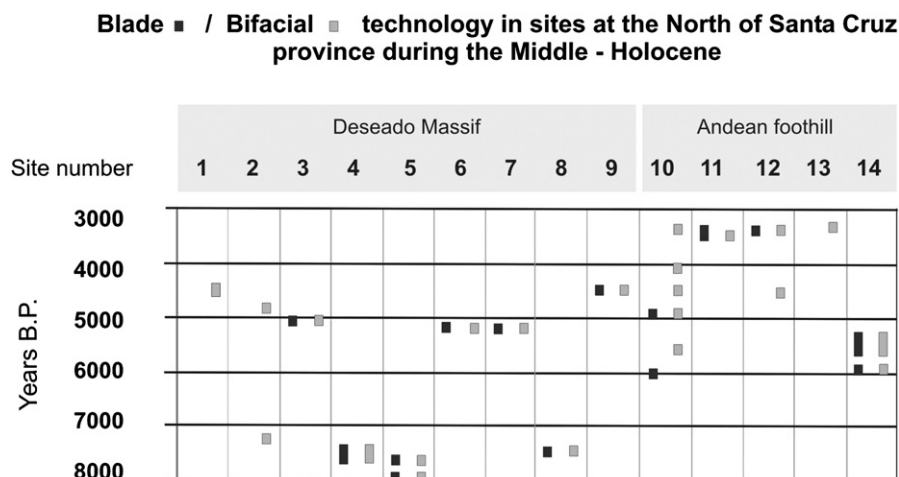 Blade / Bifacial technology in sites at the North of Santa Cruz
province during the Middle - Holocene
Deseado Massif Andean foothill
Site number 1 2 3 4 5 6 7 8 9 10 11 12 13 14
3000
4000
5000
6000
7000
8000
Years B.P.